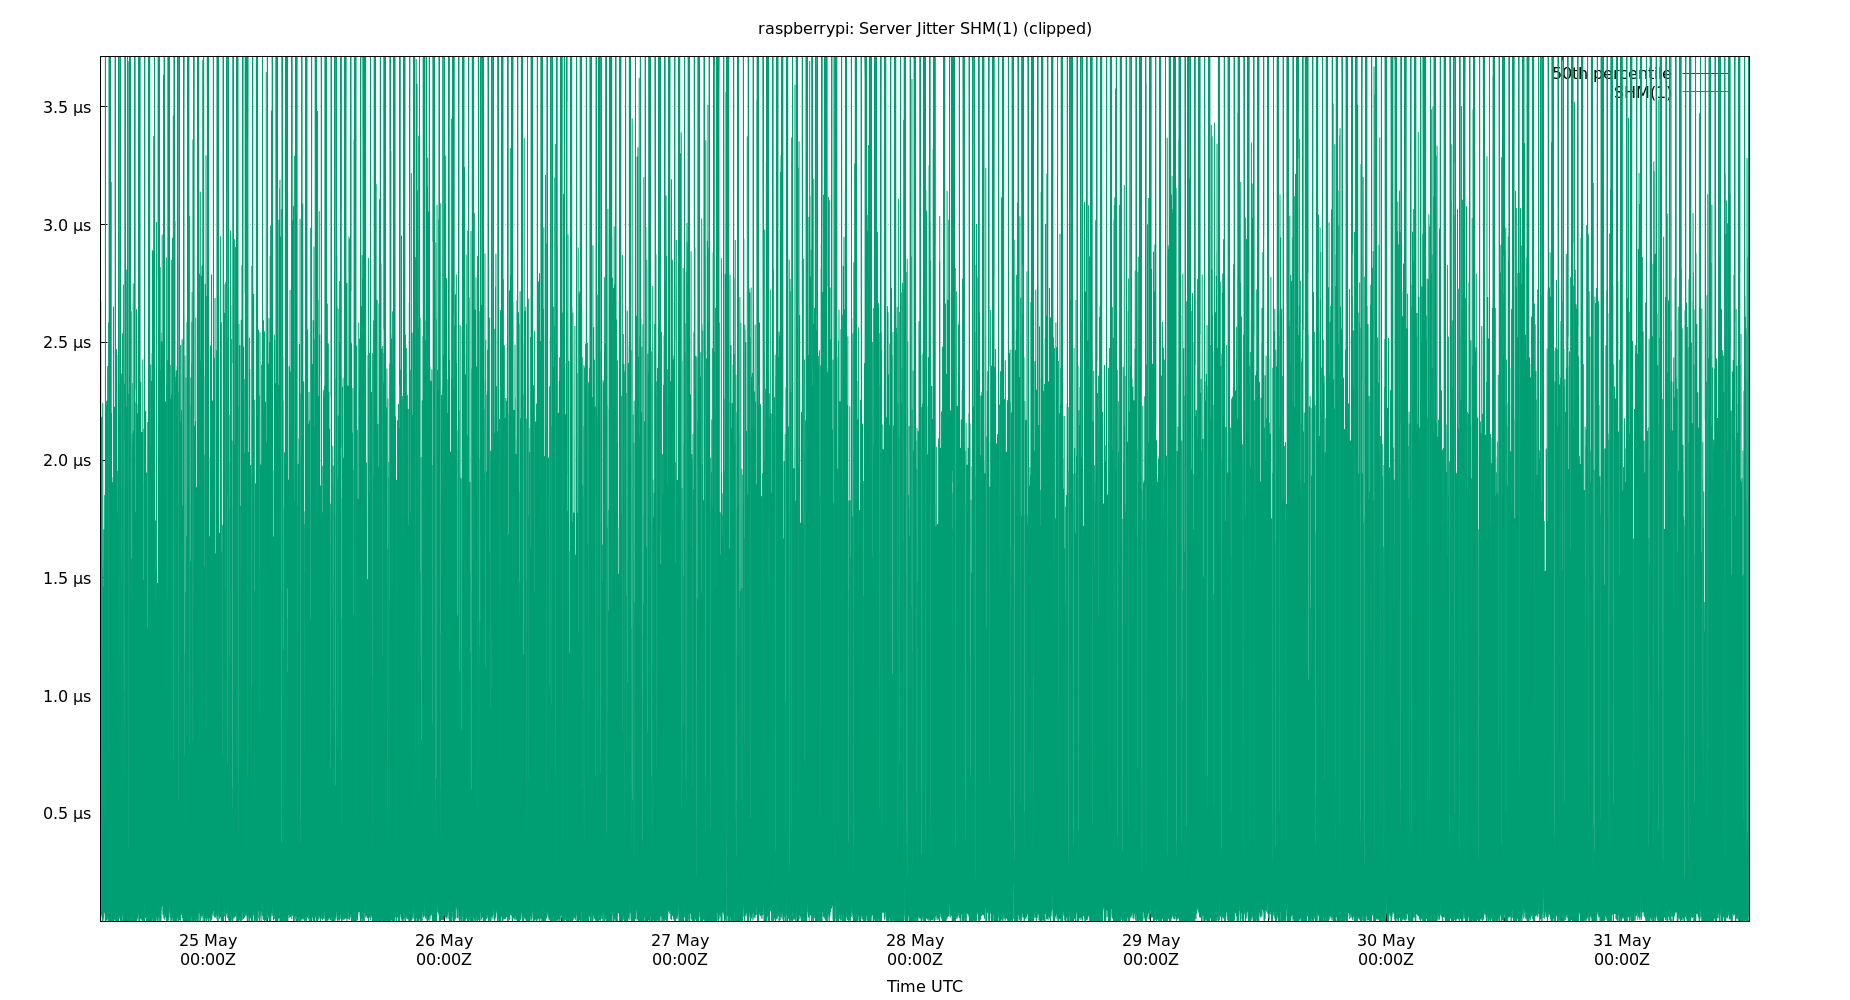 raspberrypi: Server Jitter SHM(1) (clipped)
50th percentile
SHM(1)
3.5 µs
3.0 µs
2.5 µs
2.0 µs
1.5 µs
1.0 µs
0.5 µs
25 May 26 May 27 May 28 May 29 May 30 May 31 May
00:00Z 00:00Z 00:00Z 00:00Z 00:00Z 00:00Z 00:00Z
Time UTC